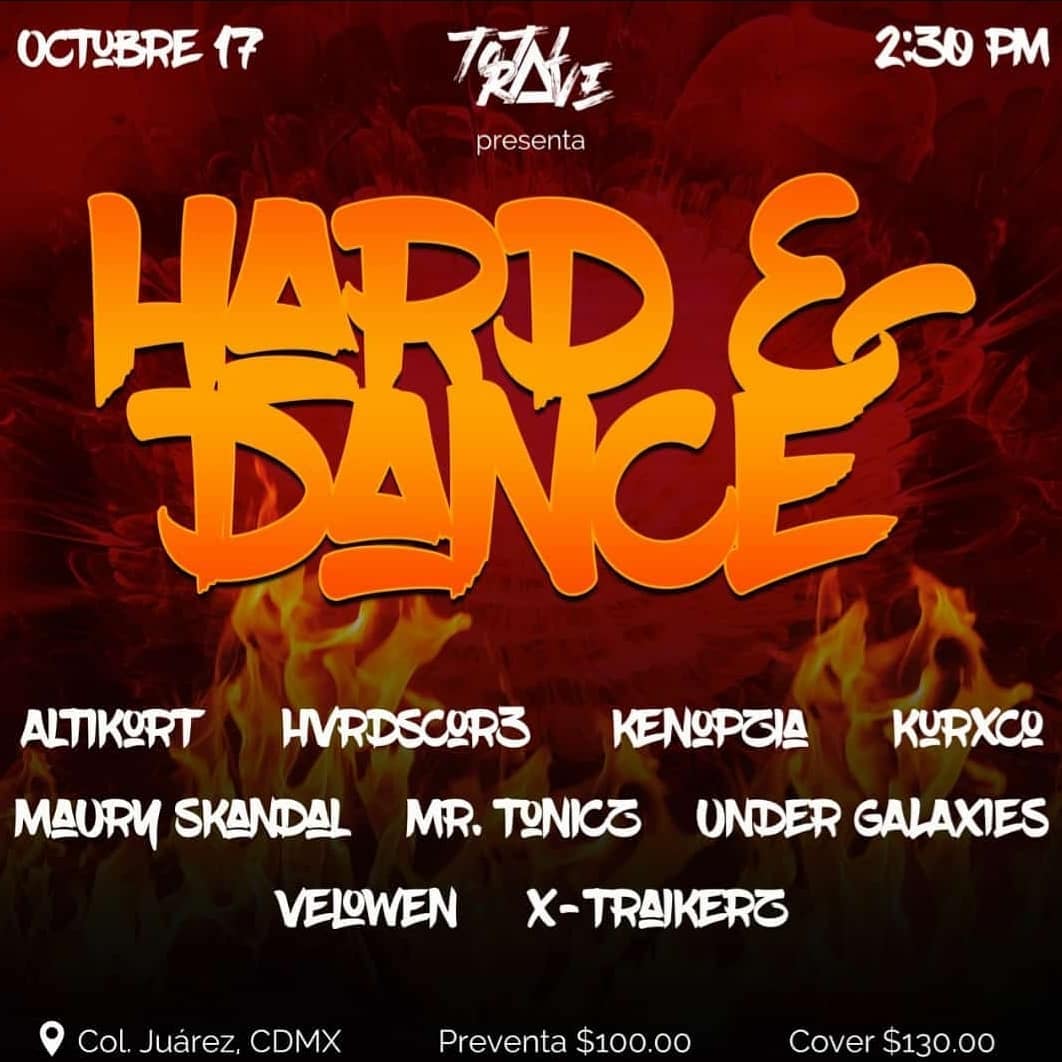 OCTUBRE 17
TOTAL RAVE
2:30 PM
presenta
HARD &
DANCE
ALTIKORT HVRDSCOR3 KENOPZIA KURXCO
MAURY SKANDAL MR. TONICZ UNDER GALAXIES
VELOWEN X-TRAIKERZ
Col. Juárez, CDMX Preventa $100.00 Cover $130.00